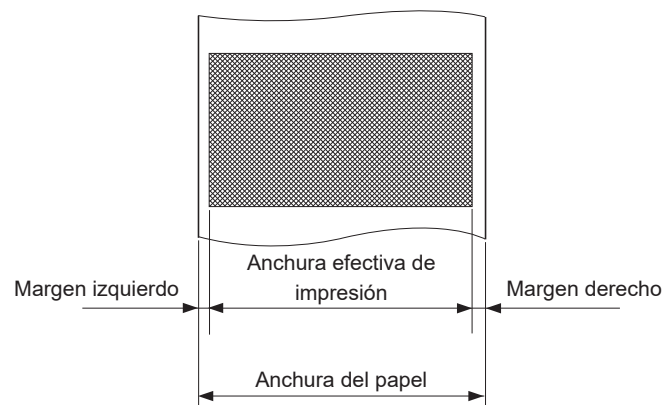 Anchura efectiva de
impresión
Margen izquierdo
Margen derecho
Anchura del papel